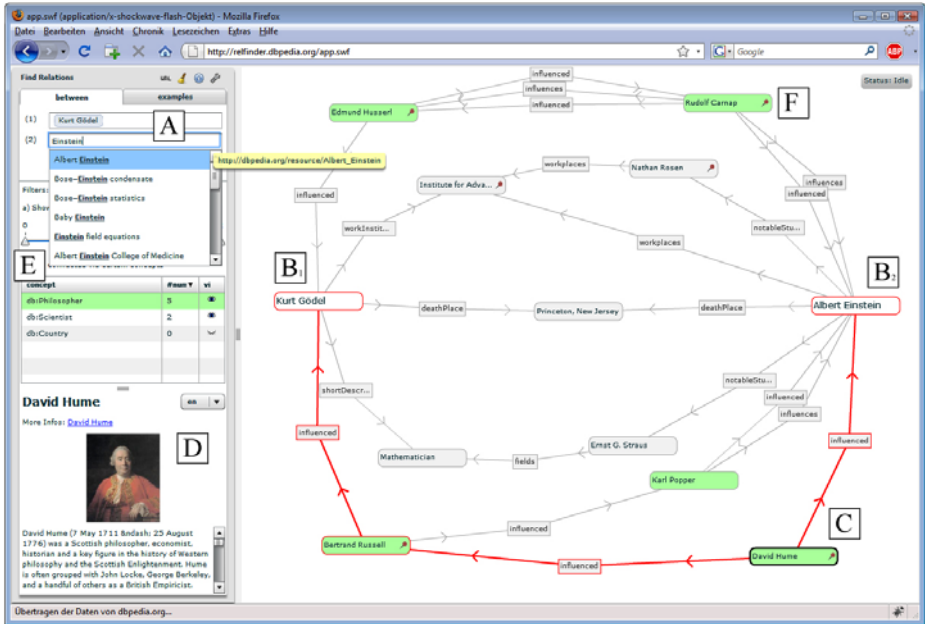 app.swf (application/x-shockwave-flash-Objekt) - Mozilla Firefox
Datei Bearbeiten Ansicht Chronik Lesezeichen Extras Hilfe
http://relfinder.dbpedia.org/app.swf
Google
ABP
Find Relations
URL
Status: Idle
between
examples
(1) Kurt Gödel
A
(2) Einstein
Albert Einstein
http://dbpedia.org/resource/Albert_Einstein
Bose-Einstein condensate
Bose-Einstein statistics
Baby Einstein
Einstein field equations
Albert Einstein College of Medicine
Filters:
a) Sho
0
E
concept
#num
vi
db:Philosopher
5
db:Scientist
2
db:Country
0
David Hume
en
More Infos: David Hume
D
David Hume (7 May 1711 &ndash; 25 August
1776) was a Scottish philosopher, economist,
historian and a key figure in the history of Western
philosophy and the Scottish Enlightenment. Hume
is often grouped with John Locke, George Berkeley,
and a handful of others as a British Empiricist.
influenced
influences
influenced
Edmund Husserl
Rudolf Carnap
F
workplaces
Nathan Rosen
Institute for Adva...
influences
influenced
influenced
workInstit...
notableStu...
workplaces
B1
B2
Kurt Gödel
deathPlace
Princeton, New Jersey
deathPlace
Albert Einstein
shortDescr...
notableStu...
influenced
influences
influenced
influenced
Mathematician
fields
Ernst G. Straus
Karl Popper
influenced
C
Bertrand Russell
influenced
David Hume
Übertragen der Daten von dbpedia.org...